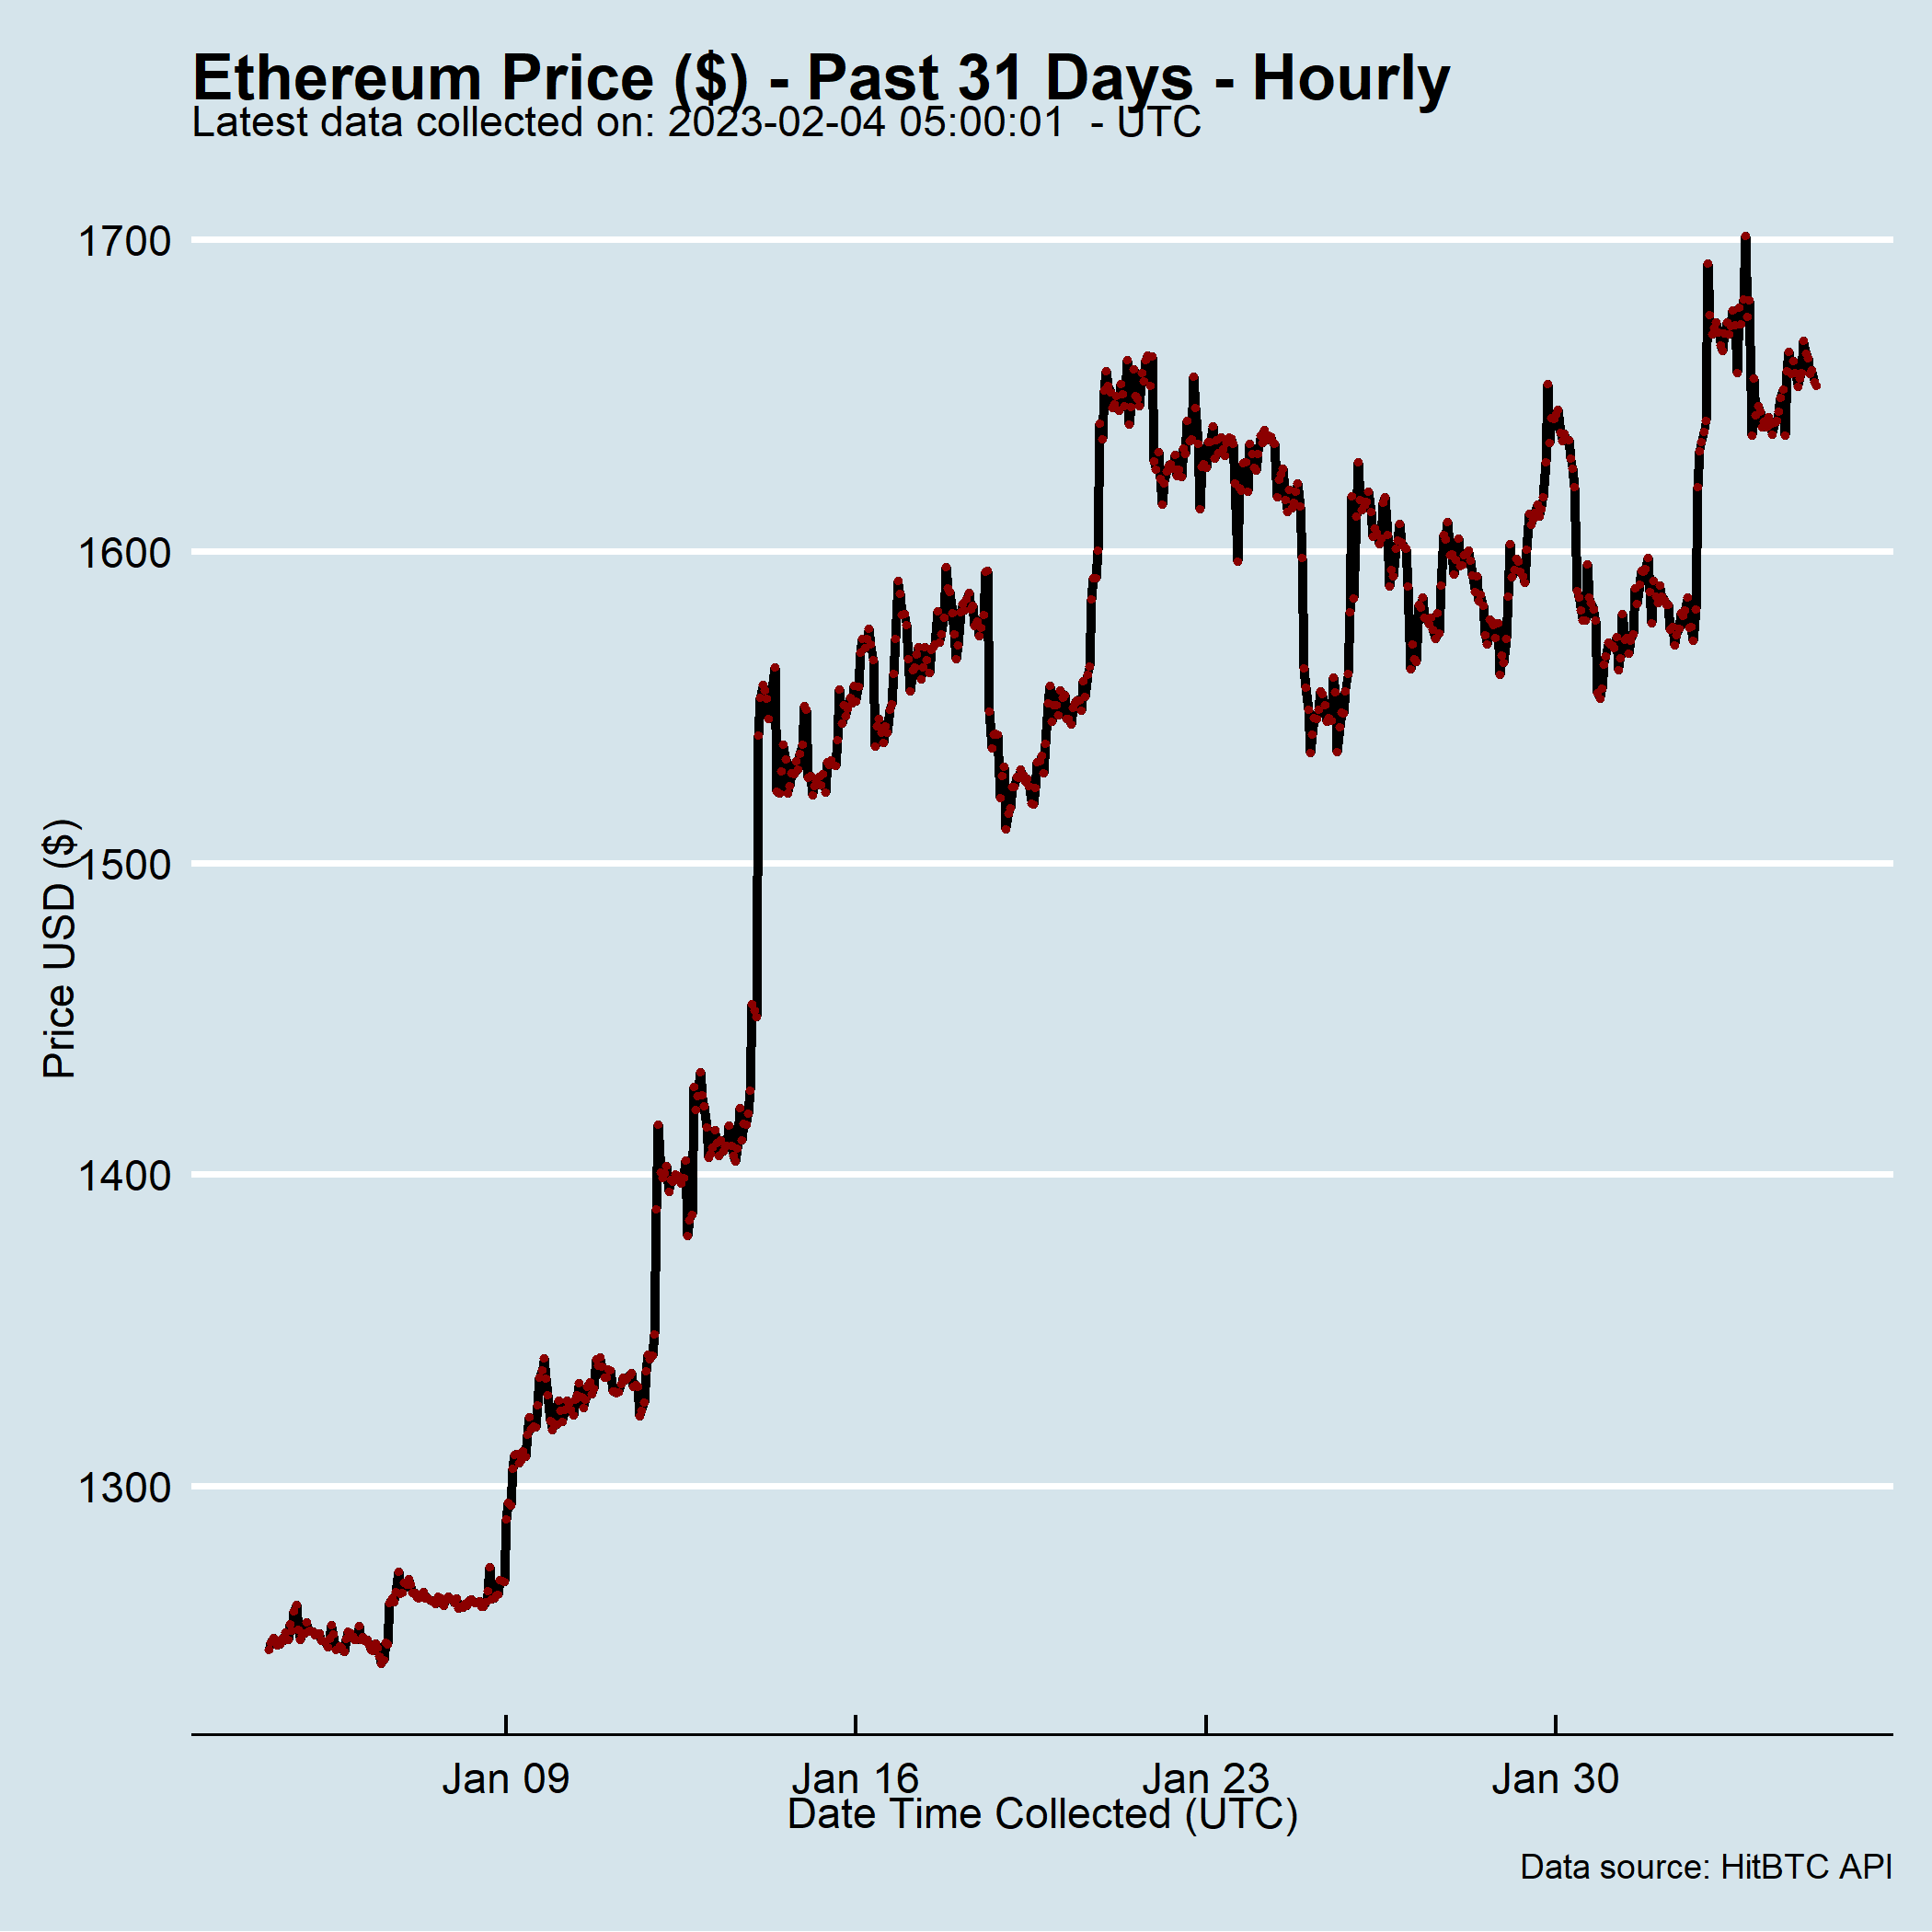 Ethereum Price ($) - Past 31 Days - Hourly
Latest data collected on: 2023-02-04 05:00:01  - UTC
1700
1600
1500
1400
1300
Price USD ($)
Jan 09
Jan 16
Jan 23
Jan 30
Date Time Collected (UTC)
Data source: HitBTC API